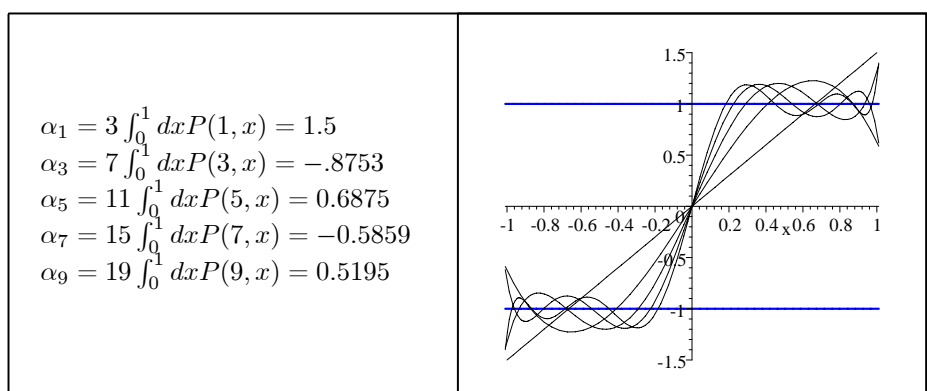 α₁ = 3 ∫₀¹ dxP(1, x) = 1.5
α₃ = 7 ∫₀¹ dxP(3, x) = −.8753
α₅ = 11 ∫₀¹ dxP(5, x) = 0.6875
α₇ = 15 ∫₀¹ dxP(7, x) = −0.5859
α₉ = 19 ∫₀¹ dxP(9, x) = 0.5195
1.5
1
0.5
0
-1 -0.8 -0.6 -0.4 -0.2 0.2 0.4 x 0.6 0.8 1
-0.5
-1
-1.5